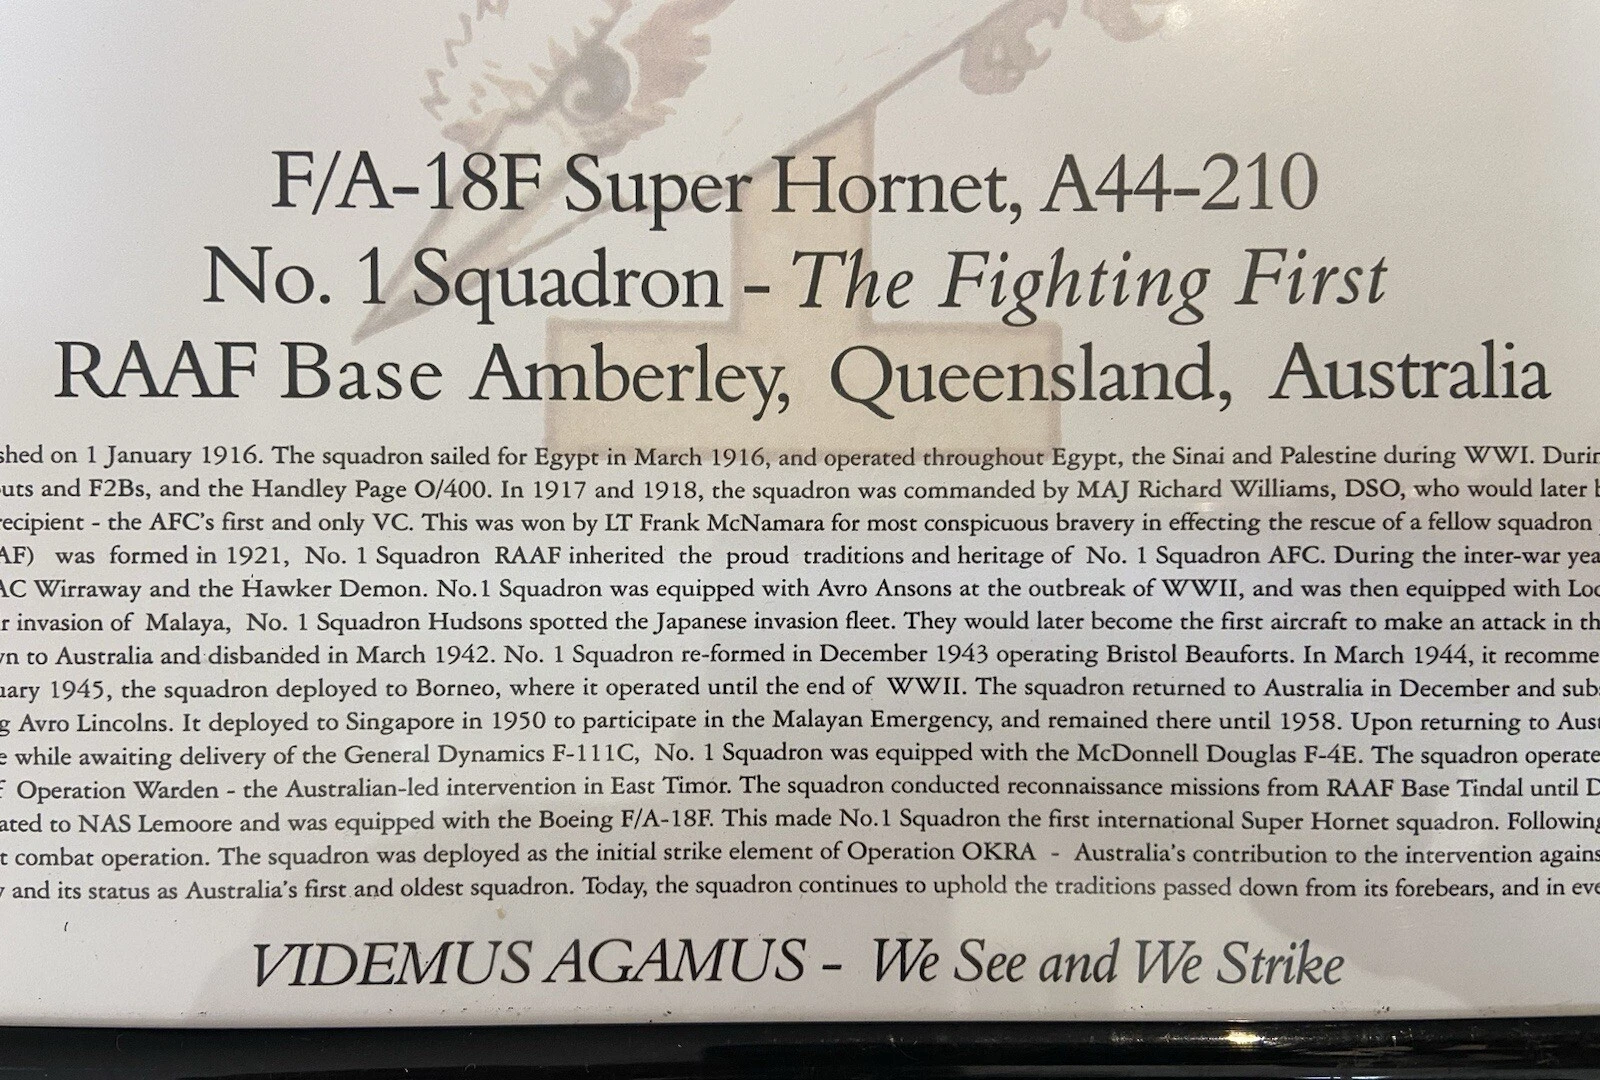 F/A-18F Super Hornet, A44-210
No. 1 Squadron - The Fighting First
RAAF Base Amberley, Queensland, Australia
on 1 January 1916. The squadron sailed for Egypt in March 1916, and operated throughout Egypt, the Sinai and Palestine during WWI.
and F2Bs, and the Handley Page O/400. In 1917 and 1918, the squadron was commanded by MAJ Richard Williams, DSO, who would later
recipient - the AFC's first and only VC. This was won by LT Frank McNamara for most conspicuous bravery in effecting the rescue of a fellow squadron
AF) was formed in 1921, No. 1 Squadron RAAF inherited the proud traditions and heritage of No. 1 Squadron AFC. During the inter-war
Wirraway and the Hawker Demon. No.1 Squadron was equipped with Avro Ansons at the outbreak of WWII, and was then equipped with
invasion of Malaya, No. 1 Squadron Hudsons spotted the Japanese invasion fleet. They would later become the first aircraft to make an attack in
to Australia and disbanded in March 1942. No. 1 Squadron re-formed in December 1943 operating Bristol Beauforts. In March 1944, it
1945, the squadron deployed to Borneo, where it operated until the end of WWII. The squadron returned to Australia in December and
Avro Lincolns. It deployed to Singapore in 1950 to participate in the Malayan Emergency, and remained there until 1958. Upon returning to
while awaiting delivery of the General Dynamics F-111C, No. 1 Squadron was equipped with the McDonnell Douglas F-4E. The squadron
Operation Warden - the Australian-led intervention in East Timor. The squadron conducted reconnaissance missions from RAAF Base Tindal until
to NAS Lemoore and was equipped with the Boeing F/A-18F. This made No.1 Squadron the first international Super Hornet squadron. Following
combat operation. The squadron was deployed as the initial strike element of Operation OKRA - Australia's contribution to the intervention
and its status as Australia's first and oldest squadron. Today, the squadron continues to uphold the traditions passed down from its forebears, and in
VIDEMUS AGAMUS - We See and We Strike